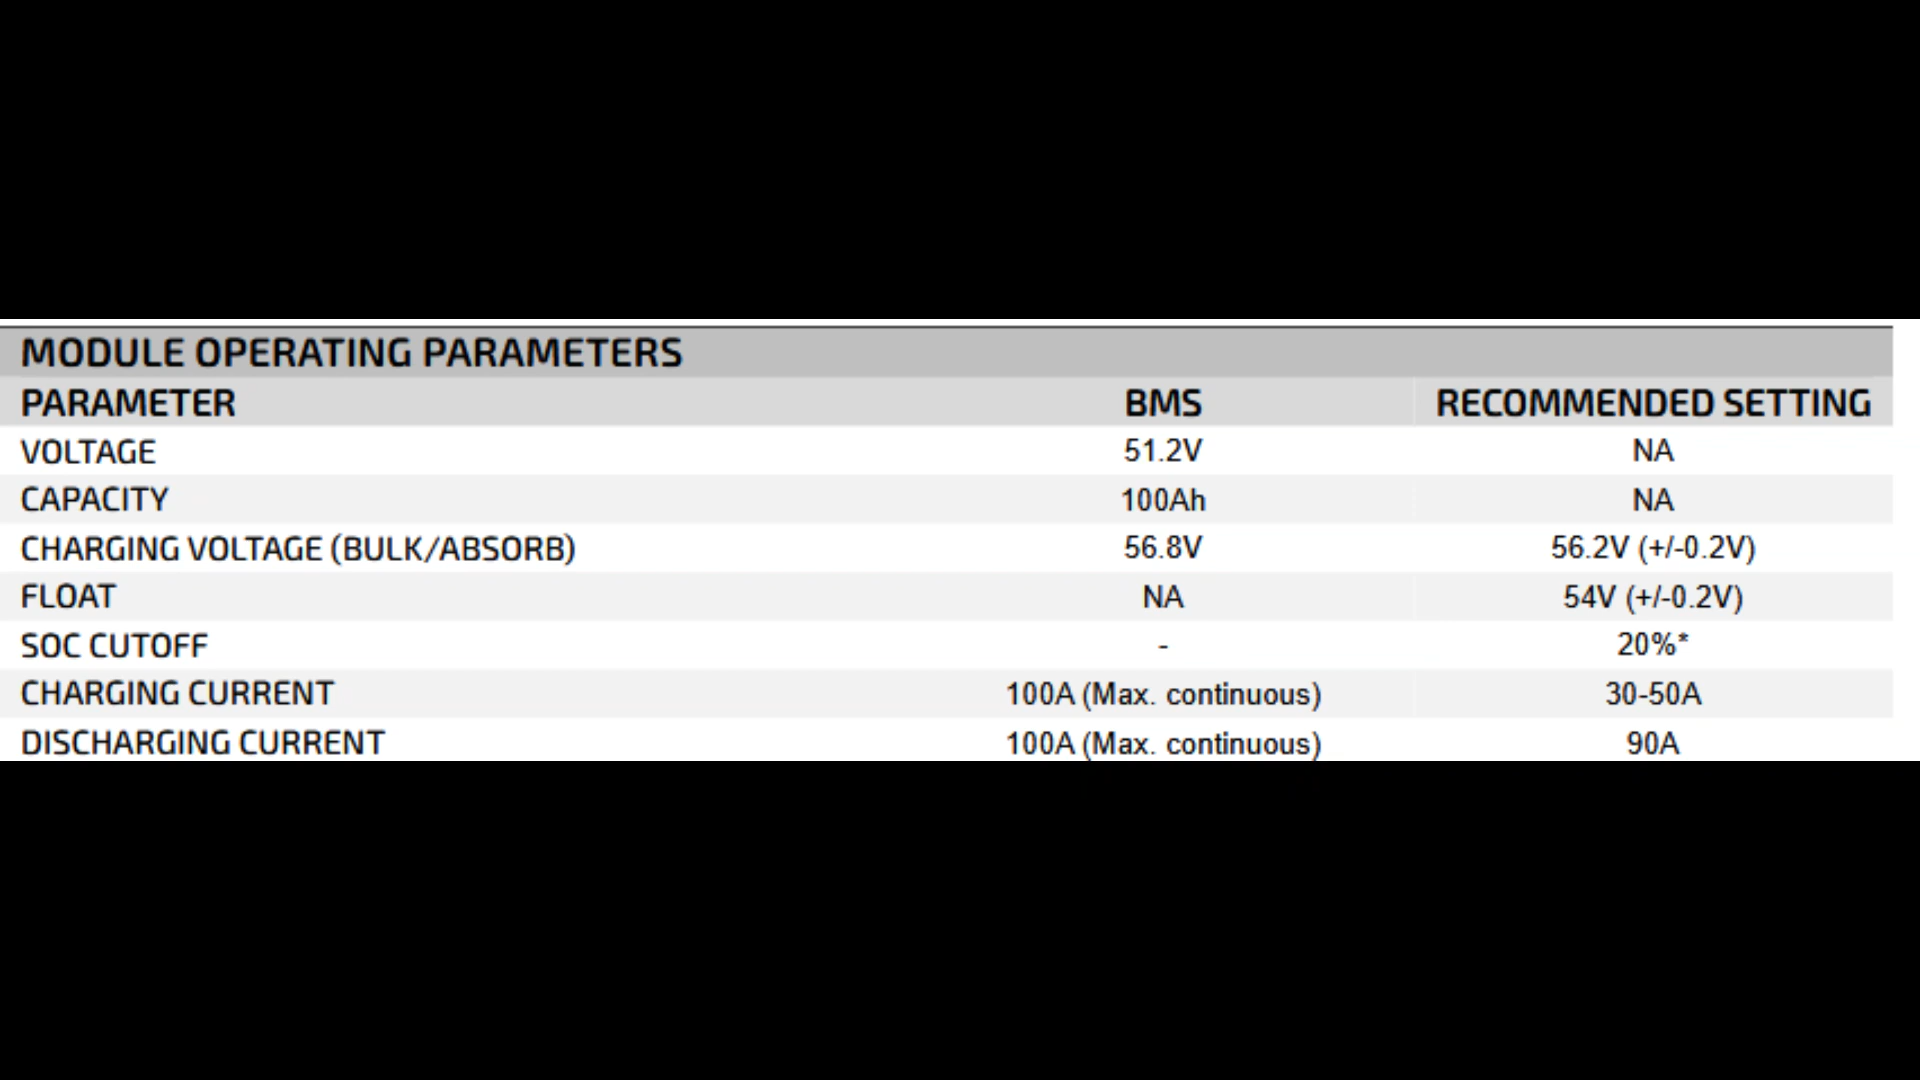 MODULE OPERATING PARAMETERS
PARAMETER BMS RECOMMENDED SETTING
VOLTAGE 51.2V NA
CAPACITY 100Ah NA
CHARGING VOLTAGE (BULK/ABSORB) 56.8V 56.2V (+/-0.2V)
FLOAT NA 54V (+/-0.2V)
SOC CUTOFF - 20%*
CHARGING CURRENT 100A (Max. continuous) 30-50A
DISCHARGING CURRENT 100A (Max. continuous) 90A